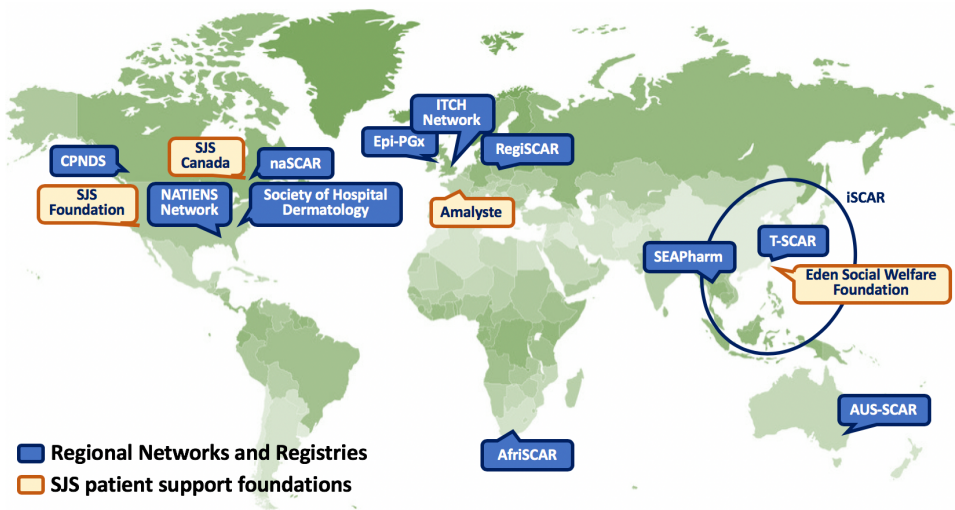 ITCH
Network
Epi-PGx
RegiSCAR
CPNDS
SJS
Canada
naSCAR
SJS
Foundation
NATIENS
Network
Society of Hospital
Dermatology
Amalyste
iSCAR
SEAPharm
T-SCAR
Eden Social Welfare
Foundation
AUS-SCAR
AfriSCAR
Regional Networks and Registries
SJS patient support foundations